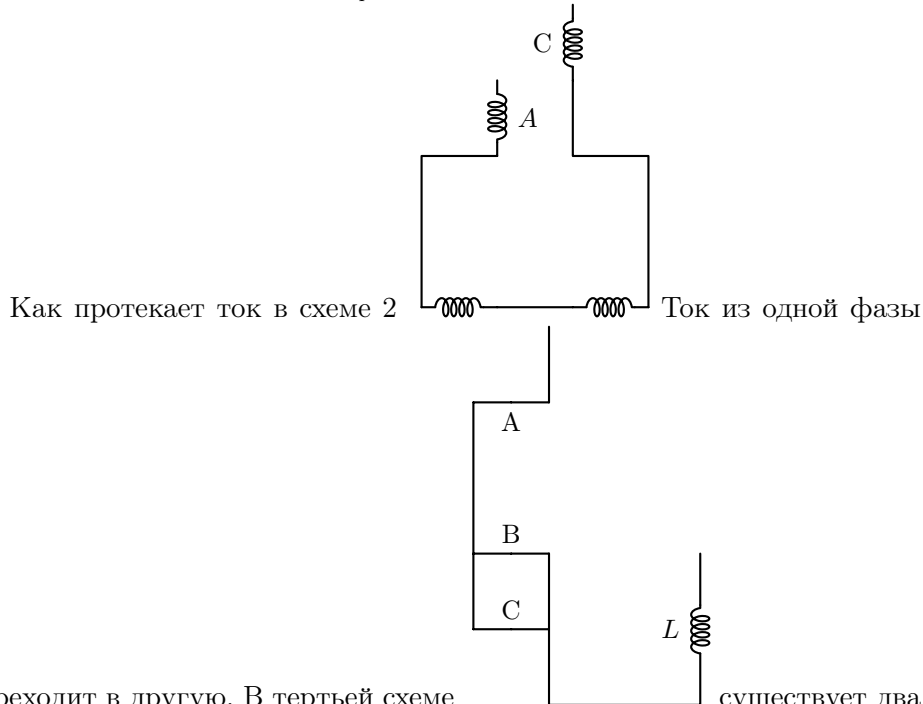 C
A
Как протекает ток в схеме 2 Ток из одной фазы
A
B
C
L
реходит в другую. В тертьей схеме существует два